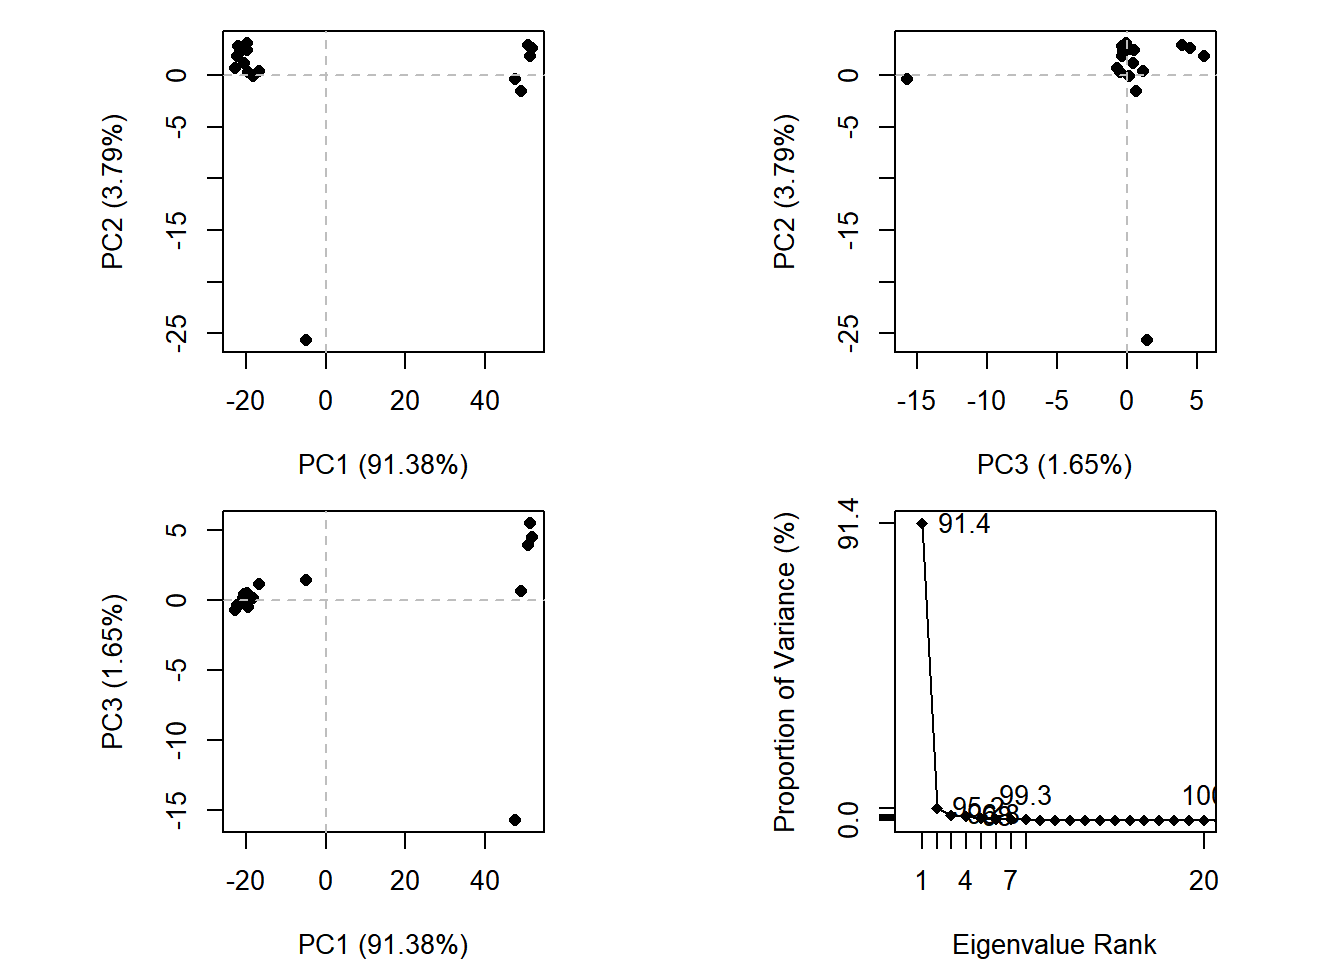 0
-5
-15
-25
PC2 (3.79%)
-20 0 20 40
PC1 (91.38%)
0
-5
-15
-25
PC2 (3.79%)
-15 -10 -5 0 5
PC3 (1.65%)
5
0
-5
-10
-15
PC3 (1.65%)
-20 0 20 40
PC1 (91.38%)
91.4
0.0
Proportion of Variance (%)
91.4
95.2
99.3
100
1 4 7 20
Eigenvalue Rank